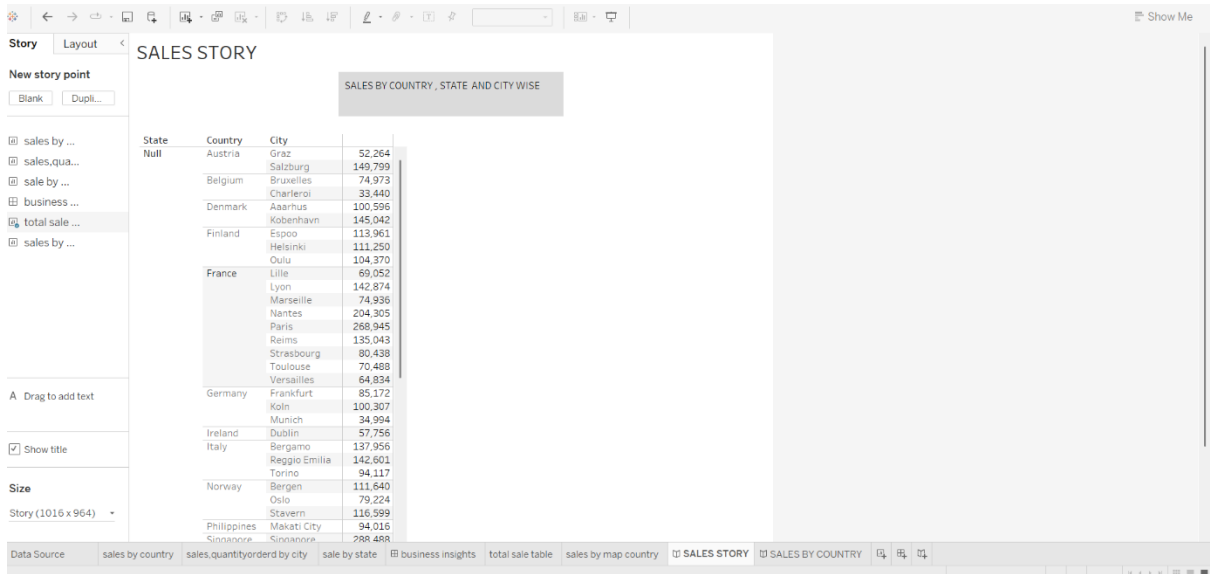 Show Me
Story Layout
SALES STORY
New story point
Blank Dupli...
SALES BY COUNTRY , STATE AND CITY WISE
sales by ...
sales,qua...
sale by ...
business ...
total sale ...
sales by ...
State Country City
Null Austria Graz 52,264
Salzburg 149,799
Belgium Bruxelles 74,973
Charleroi 33,440
Denmark Aaarhus 100,596
Kobenhavn 145,042
Finland Espoo 113,961
Helsinki 111,250
Oulu 104,370
France Lille 69,052
Lyon 142,874
Marseille 74,936
Nantes 204,305
Paris 268,945
Reims 135,043
Strasbourg 80,438
Toulouse 70,488
Versailles 64,834
Germany Frankfurt 85,172
Koln 100,307
Munich 34,994
Ireland Dublin 57,756
Italy Bergamo 137,956
Reggio Emilia 142,601
Torino 94,117
Norway Bergen 111,640
Oslo 79,224
Stavern 116,599
Philippines Makati City 94,016
Singapore Singapore 288,488
A Drag to add text
Show title
Size
Story (1016 x 964)
Data Source sales by country sales,quantityorderd by city sale by state business insights total sale table sales by map country SALES STORY SALES BY COUNTRY